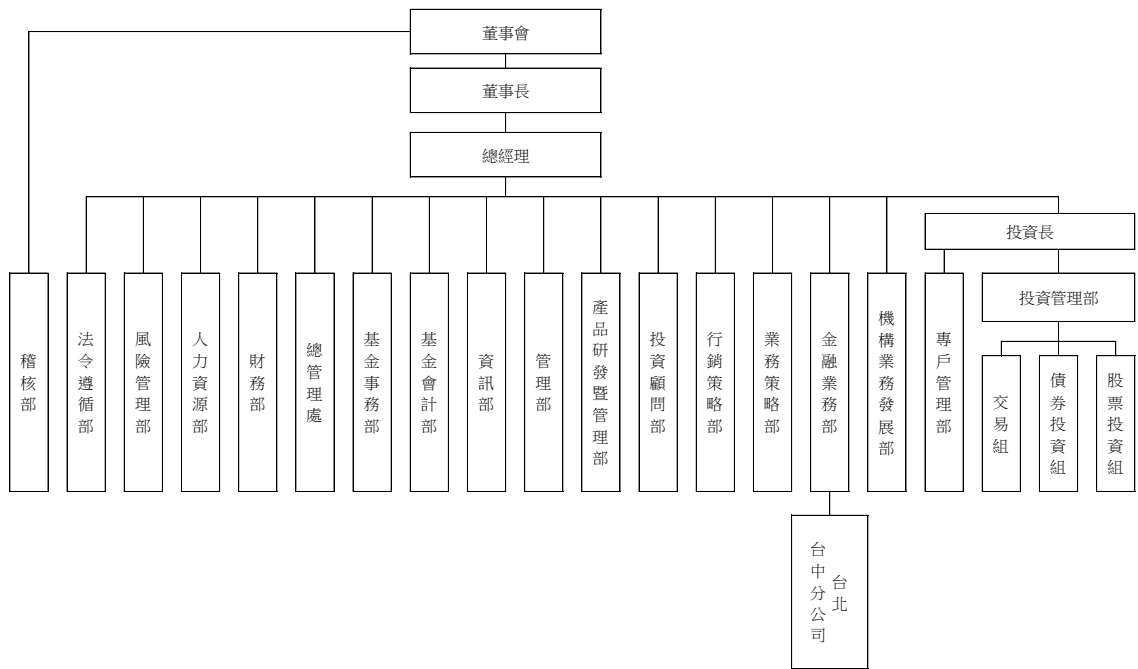 董事會
董事長
總經理
投資長
投資管理部
稽核部
法令遵循部
風險管理部
人力資源部
財務部
總管理處
基金事務部
基金會計部
資訊部
管理部
產品研發暨管理部
投資顧問部
行銷策略部
業務策略部
金融業務部
機構業務發展部
專戶管理部
交易組
債券投資組
股票投資組
台北
台中分公司